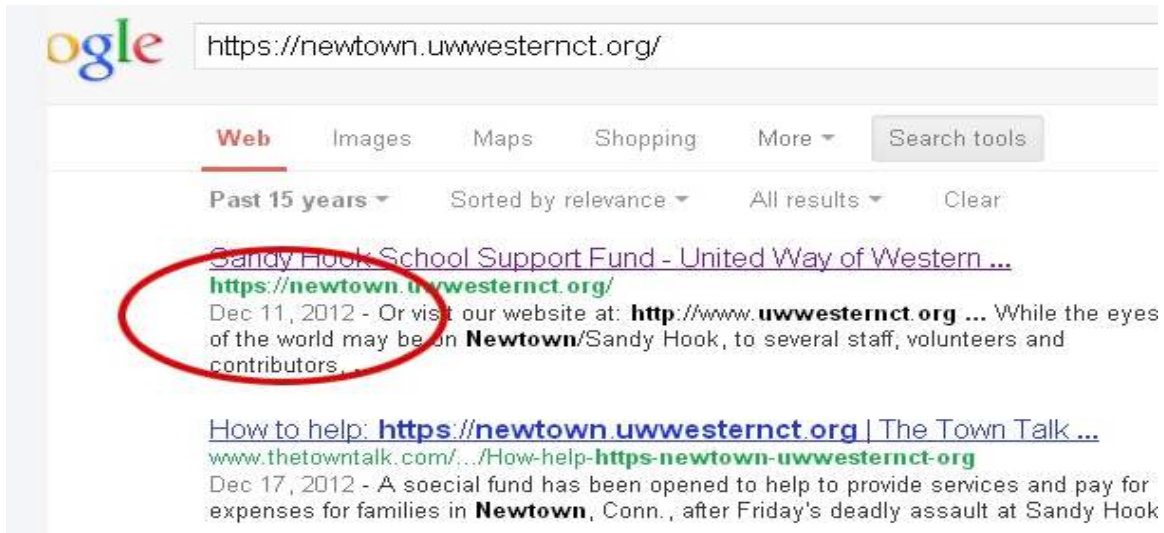 ogle https://newtown.uwwesternct.org/
Web Images Maps Shopping More Search tools
Past 15 years Sorted by relevance All results Clear
Sandy Hook School Support Fund - United Way of Western ...
https://newtown.uwwesternct.org/
Dec 11, 2012 - Or visit our website at: http://www.uwwesternct.org ... While the eyes
of the world may be on Newtown/Sandy Hook, to several staff, volunteers and
contributors, ...
How to help: https://newtown.uwwesternct.org | The Town Talk ...
www.thetowntalk.com/.../How-help-https-newtown-uwwesternct-org
Dec 17, 2012 - A soecial fund has been opened to help to provide services and pay for
expenses for families in Newtown, Conn., after Friday's deadly assault at Sandy Hook